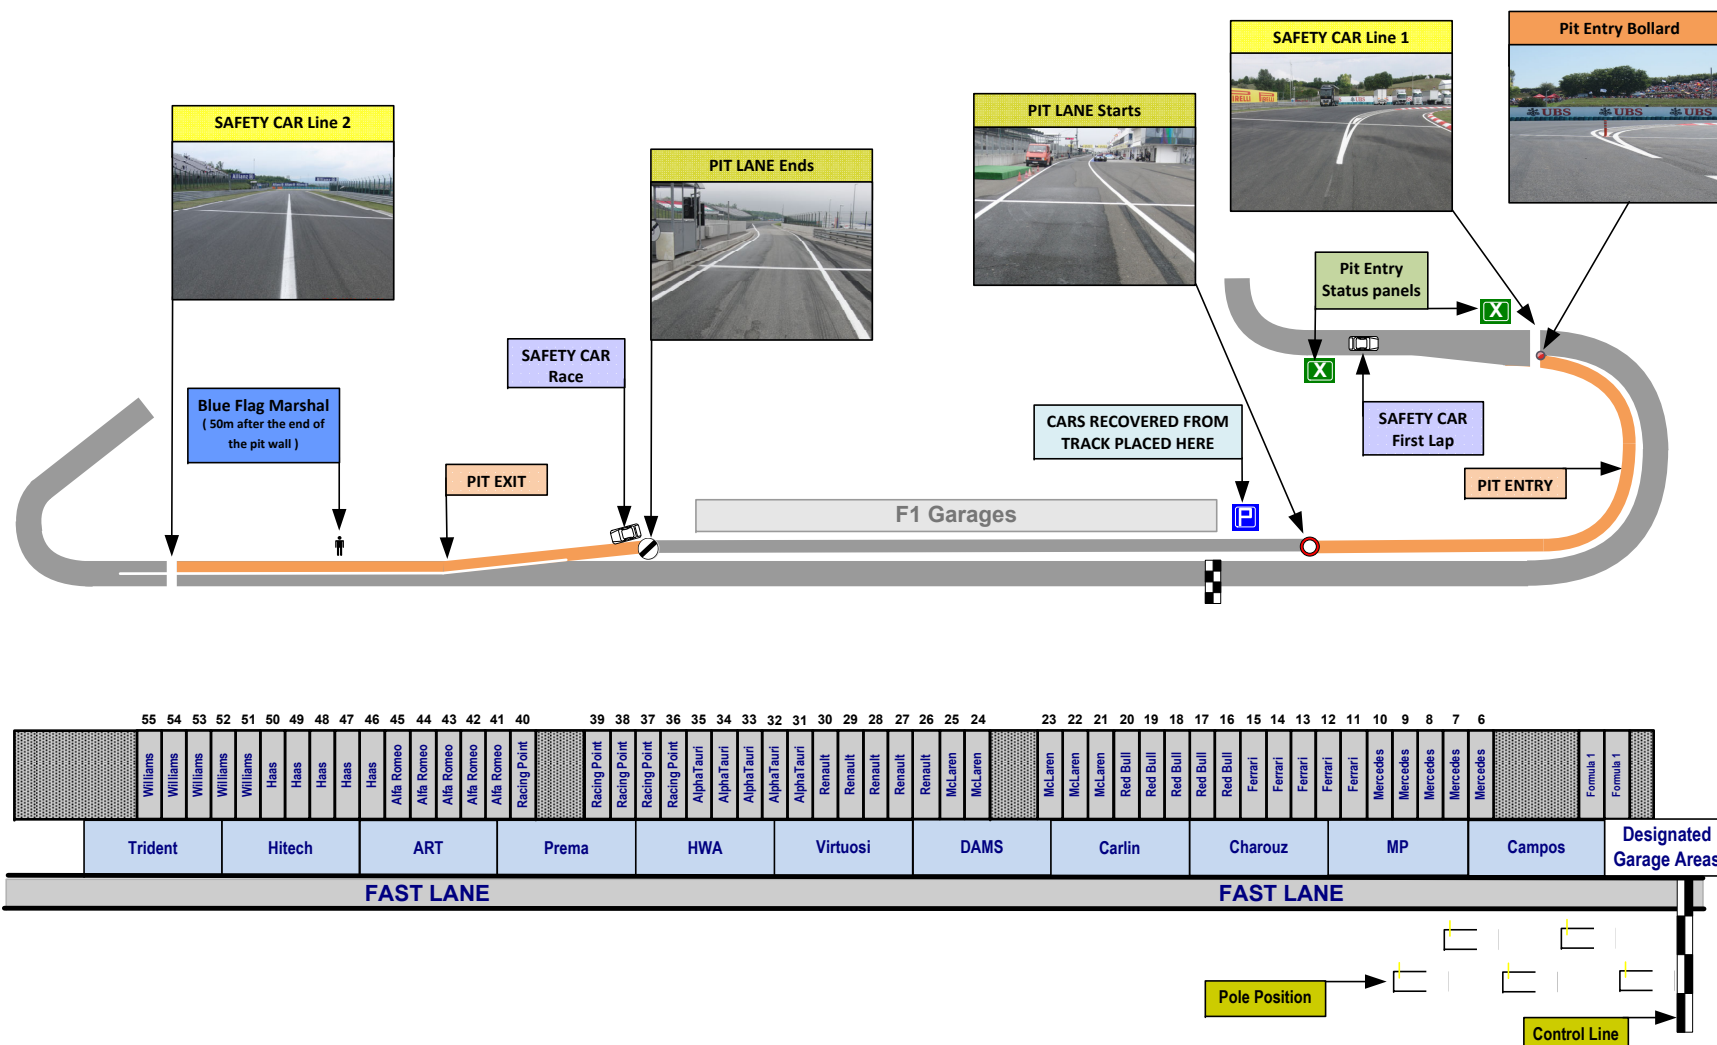 SAFETY CAR Line 1
Pit Entry Bollard
SAFETY CAR Line 2
PIT LANE Starts
PIT LANE Ends
UBS
UBS
UBS
Pit Entry
Status panels
X
X
SAFETY CAR
Race
Blue Flag Marshal
( 50m after the end of
the pit wall )
CARS RECOVERED FROM
TRACK PLACED HERE
SAFETY CAR
First Lap
PIT EXIT
PIT ENTRY
F1 Garages
P
55 54 53 52 51 50 49 48 47 46 45 44 43 42 41 40 39 38 37 36 35 34 33 32 31 30 29 28 27 26 25 24 23 22 21 20 19 18 17 16 15 14 13 12 11 10 9 8 7 6
Williams
Williams
Williams
Williams
Williams
Haas
Haas
Haas
Haas
Haas
Alfa Romeo
Alfa Romeo
Alfa Romeo
Alfa Romeo
Alfa Romeo
Racing Point
Racing Point
Racing Point
Racing Point
Racing Point
AlphaTauri
AlphaTauri
AlphaTauri
AlphaTauri
AlphaTauri
Renault
Renault
Renault
Renault
Renault
McLaren
McLaren
McLaren
McLaren
McLaren
Red Bull
Red Bull
Red Bull
Red Bull
Red Bull
Ferrari
Ferrari
Ferrari
Ferrari
Ferrari
Mercedes
Mercedes
Mercedes
Mercedes
Mercedes
Formula 1
Formula 1
Trident Hitech ART Prema HWA Virtuosi DAMS Carlin Charouz MP Campos
Designated
Garage Areas
FAST LANE FAST LANE
Pole Position
Control Line